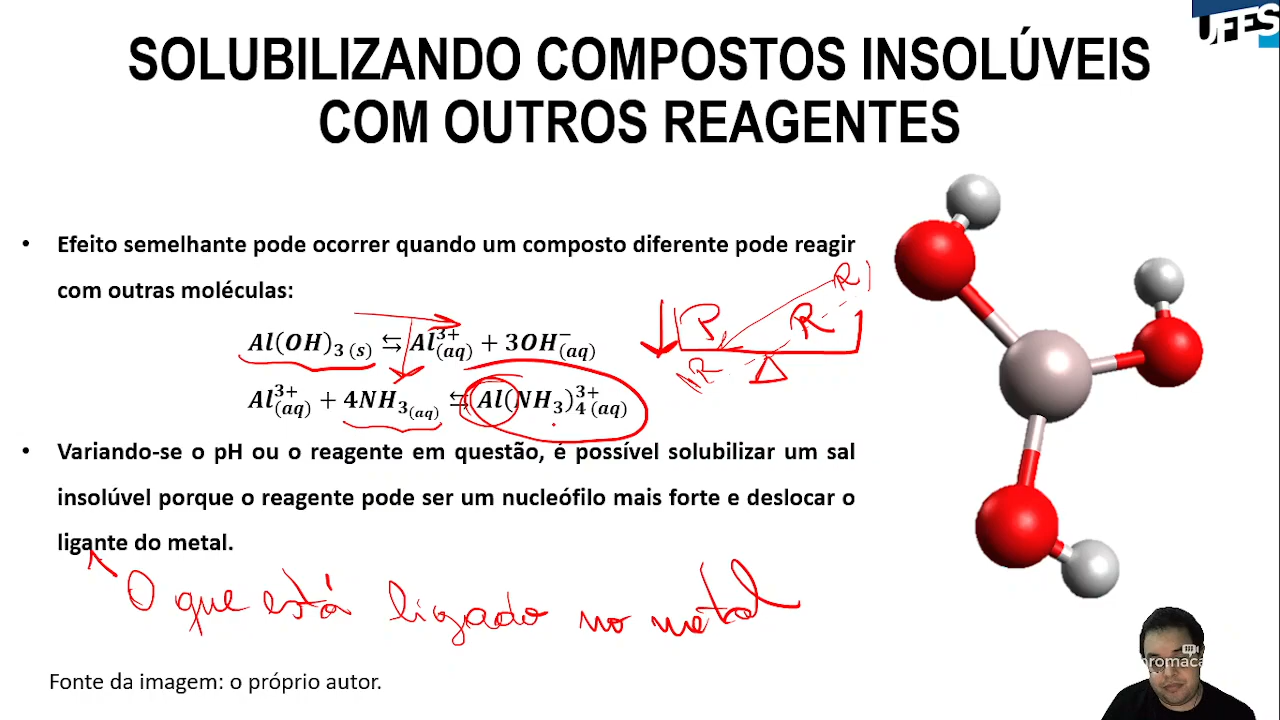 UFES
SOLUBILIZANDO COMPOSTOS INSOLÚVEIS
COM OUTROS REAGENTES
• Efeito semelhante pode ocorrer quando um composto diferente pode reagir
com outras moléculas:
Al(OH)₃ ₍s₎ ⇆ Al³⁺(aq) + 3OH⁻(aq)
Al³⁺(aq) + 4NH₃(aq) ⇆ Al(NH₃)₄³⁺(aq)
P R R
• Variando-se o pH ou o reagente em questão, é possível solubilizar um sal
insolúvel porque o reagente pode ser um nucleófilo mais forte e deslocar o
ligante do metal.
O que está ligado no metal
Fonte da imagem: o próprio autor.